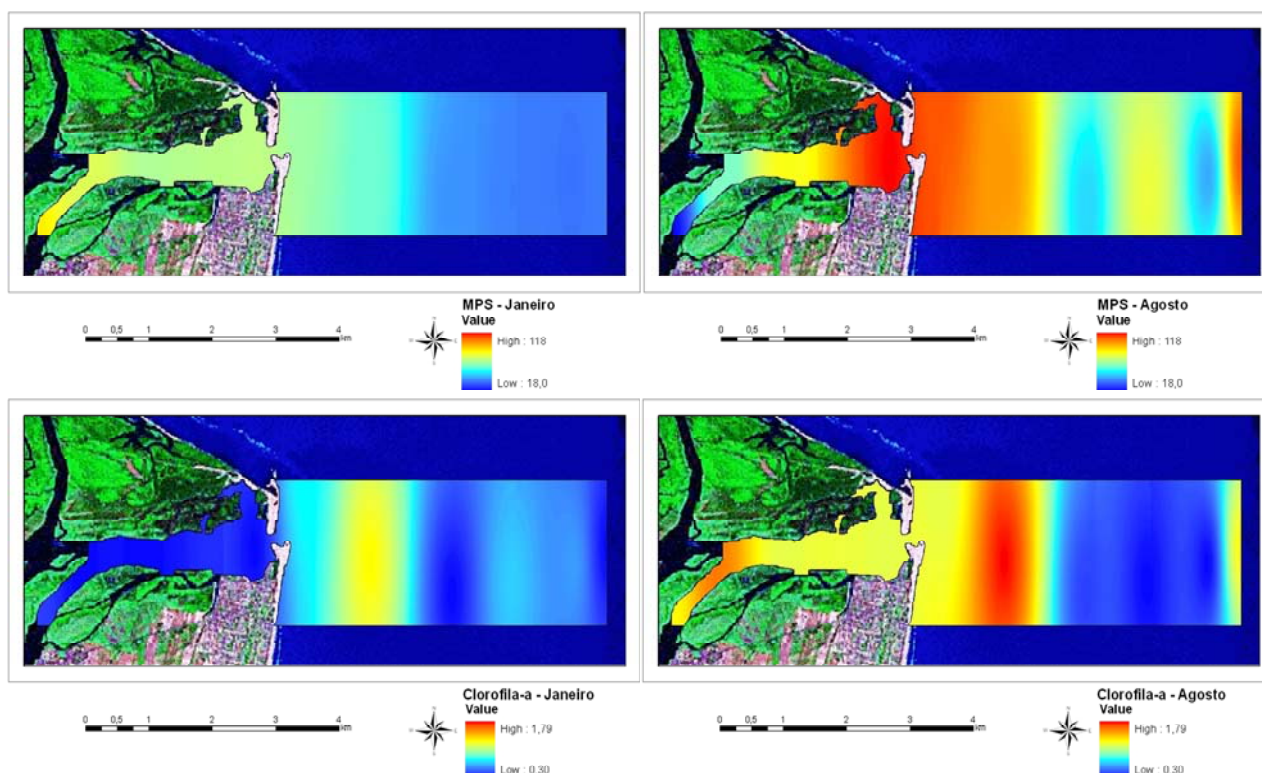 MPS - Janeiro
Value
High : 118
Low : 18,0
0 0,5 1 2 3 4
km
MPS - Agosto
Value
High : 118
Low : 18,0
0 0,5 1 2 3 4
km
Clorofila-a - Janeiro
Value
High : 1,79
Low : 0,30
0 0,5 1 2 3 4
km
Clorofila-a - Agosto
Value
High : 1,79
Low : 0,30
0 0,5 1 2 3 4
km